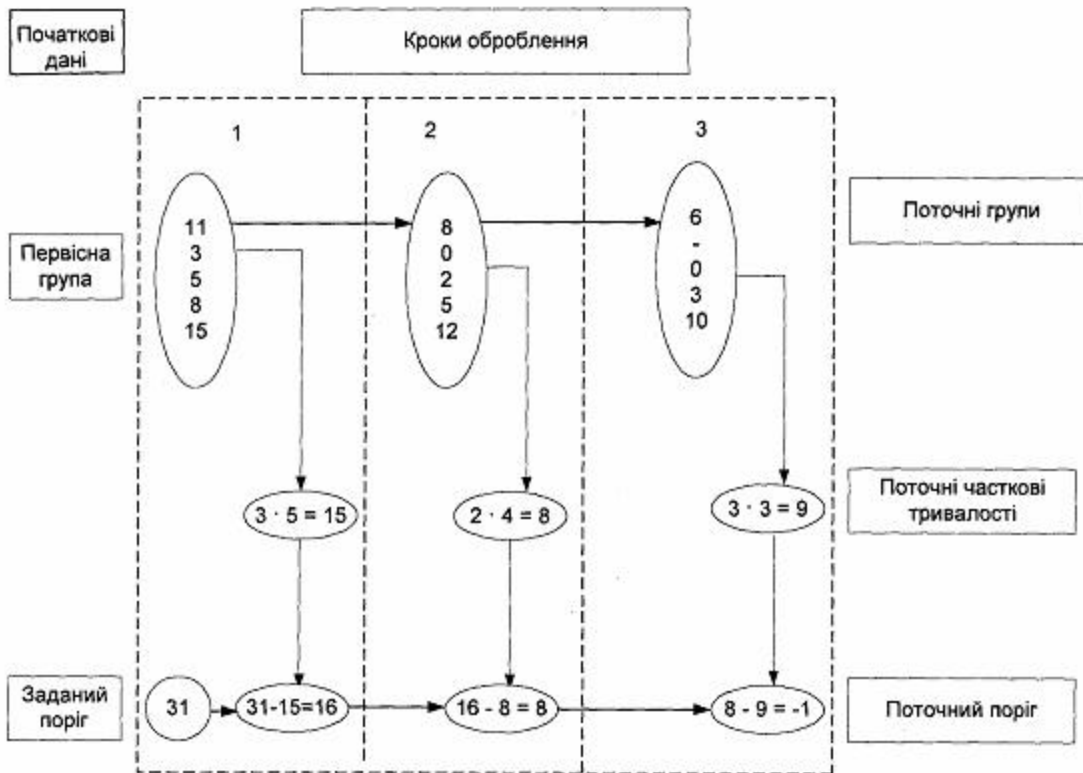 Початкові
дані
Кроки оброблення
1
2
3
11
3
5
8
15
8
0
2
5
12
6
-
0
3
10
Поточні групи
Первісна
група
3 · 5 = 15
2 · 4 = 8
3 · 3 = 9
Поточні часткові
тривалості
Заданий
поріг
31
31-15=16
16 - 8 = 8
8 - 9 = -1
Поточний поріг